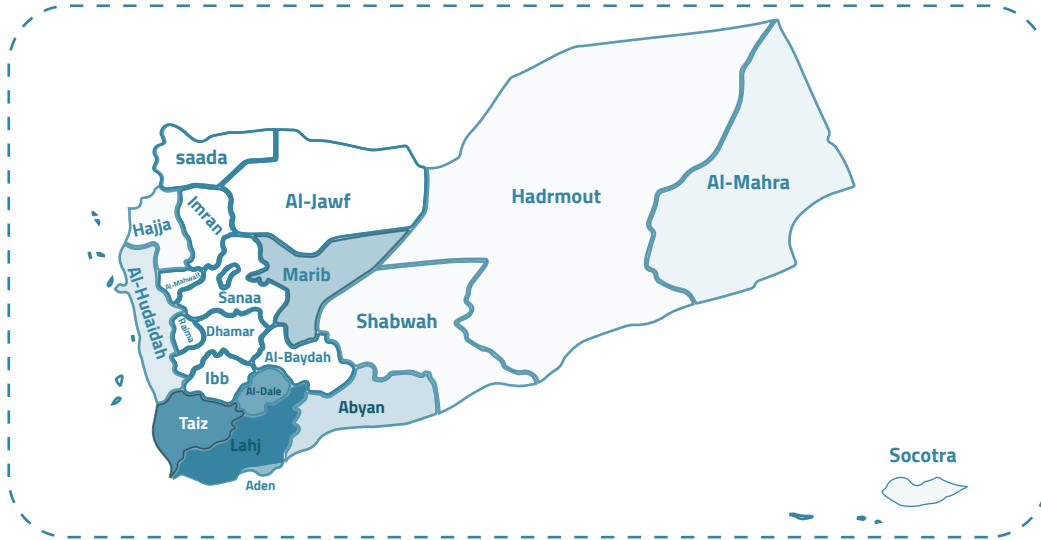 saada
Al-Jawf
Imran
Hajja
Hadrmout
Al-Mahra
Marib
Al-Mahwait
Sanaa
Al-Hudaidah
Raima
Dhamar
Shabwah
Al-Baydah
Ibb
Al-Dale
Abyan
Taiz
Lahj
Aden
Socotra